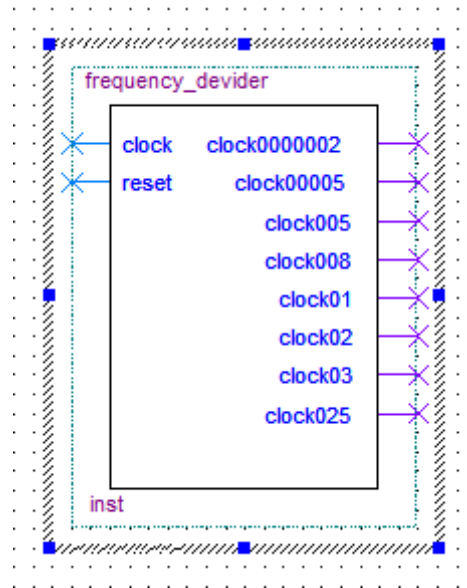 frequency_devider
clock clock0000002
reset clock00005
clock005
clock008
clock01
clock02
clock03
clock025
inst